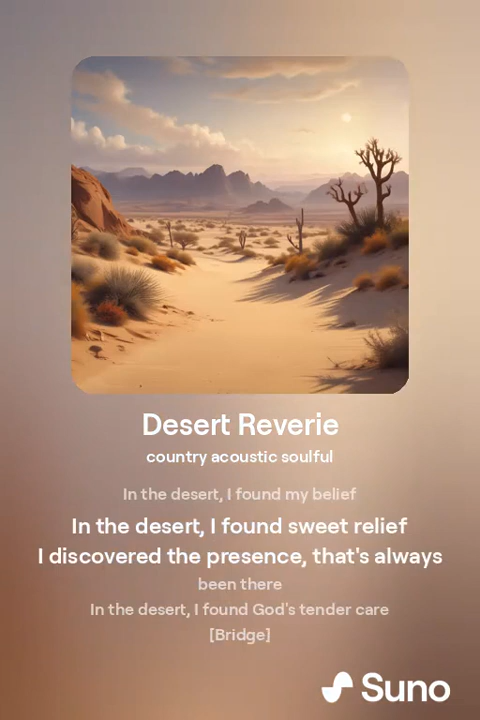 Desert Reverie
country acoustic soulful
In the desert, I found my belief
In the desert, I found sweet relief
I discovered the presence, that's always
been there
In the desert, I found God's tender care
[Bridge]
Suno